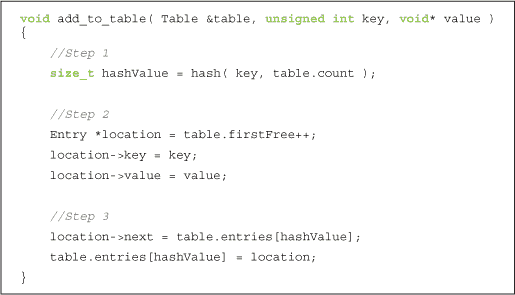 void add_to_table( Table &table, unsigned int key, void* value )
{
//Step 1
size_t hashValue = hash( key, table.count );
//Step 2
Entry *location = table.firstFree++;
location->key = key;
location->value = value;
//Step 3
location->next = table.entries[hashValue];
table.entries[hashValue] = location;
}